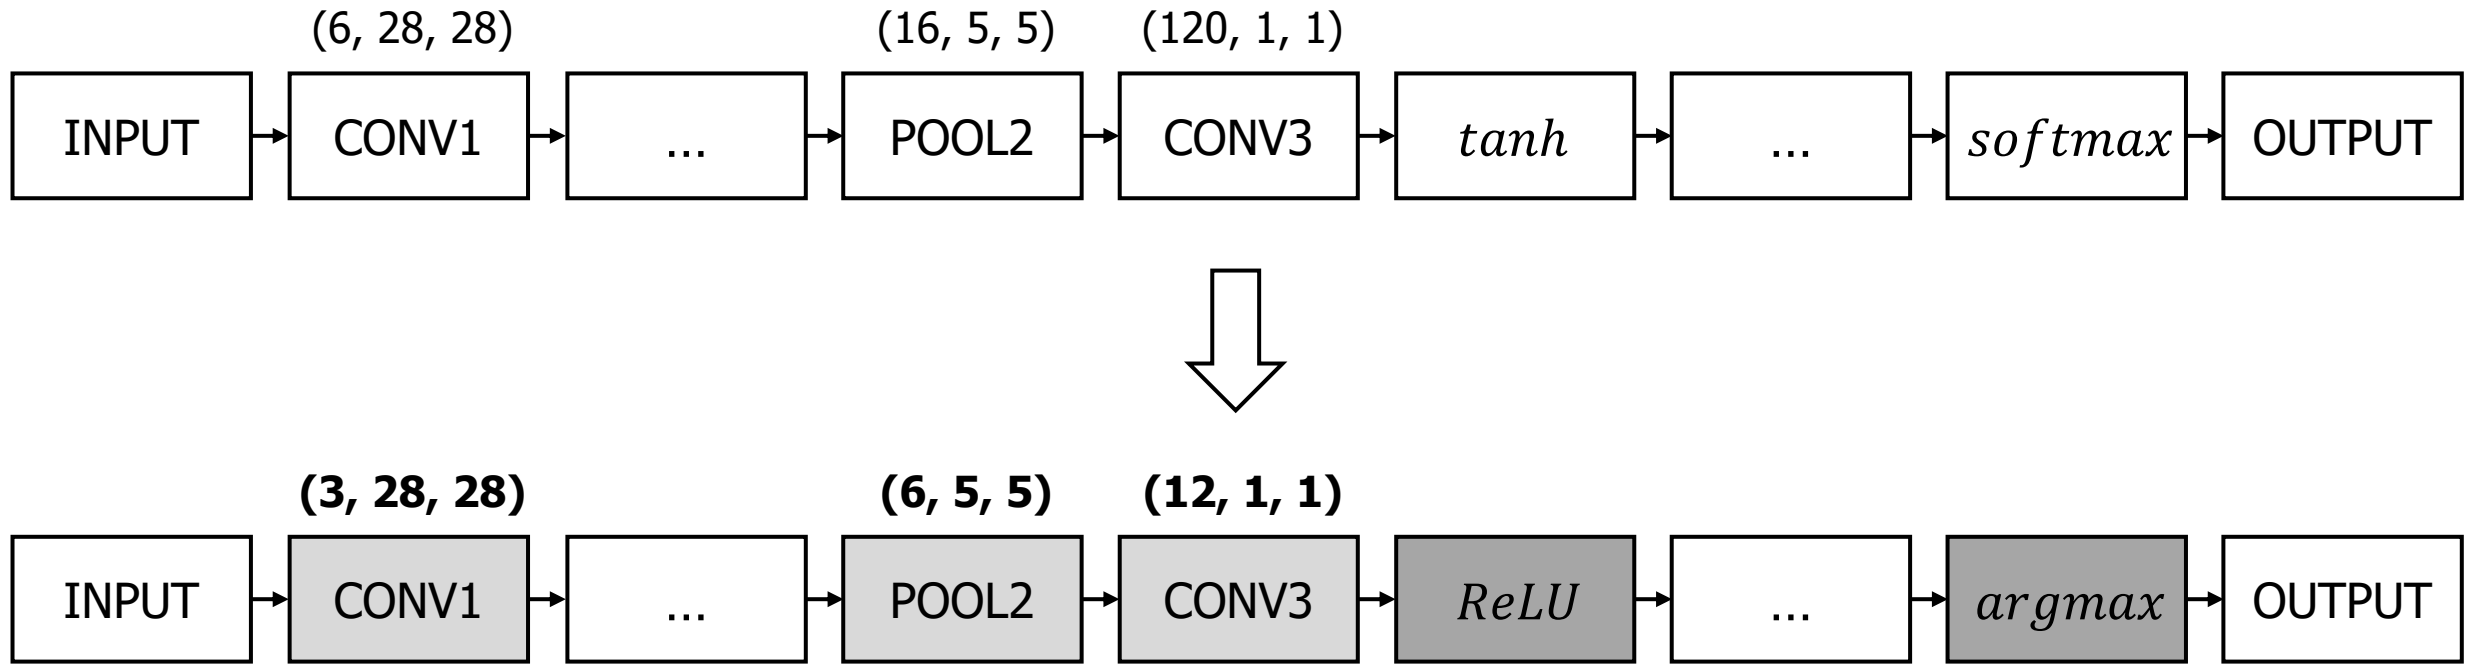 (6, 28, 28) (16, 5, 5) (120, 1, 1)
INPUT CONV1 ... POOL2 CONV3 tanh ... softmax OUTPUT
(3, 28, 28) (6, 5, 5) (12, 1, 1)
INPUT CONV1 ... POOL2 CONV3 ReLU ... argmax OUTPUT